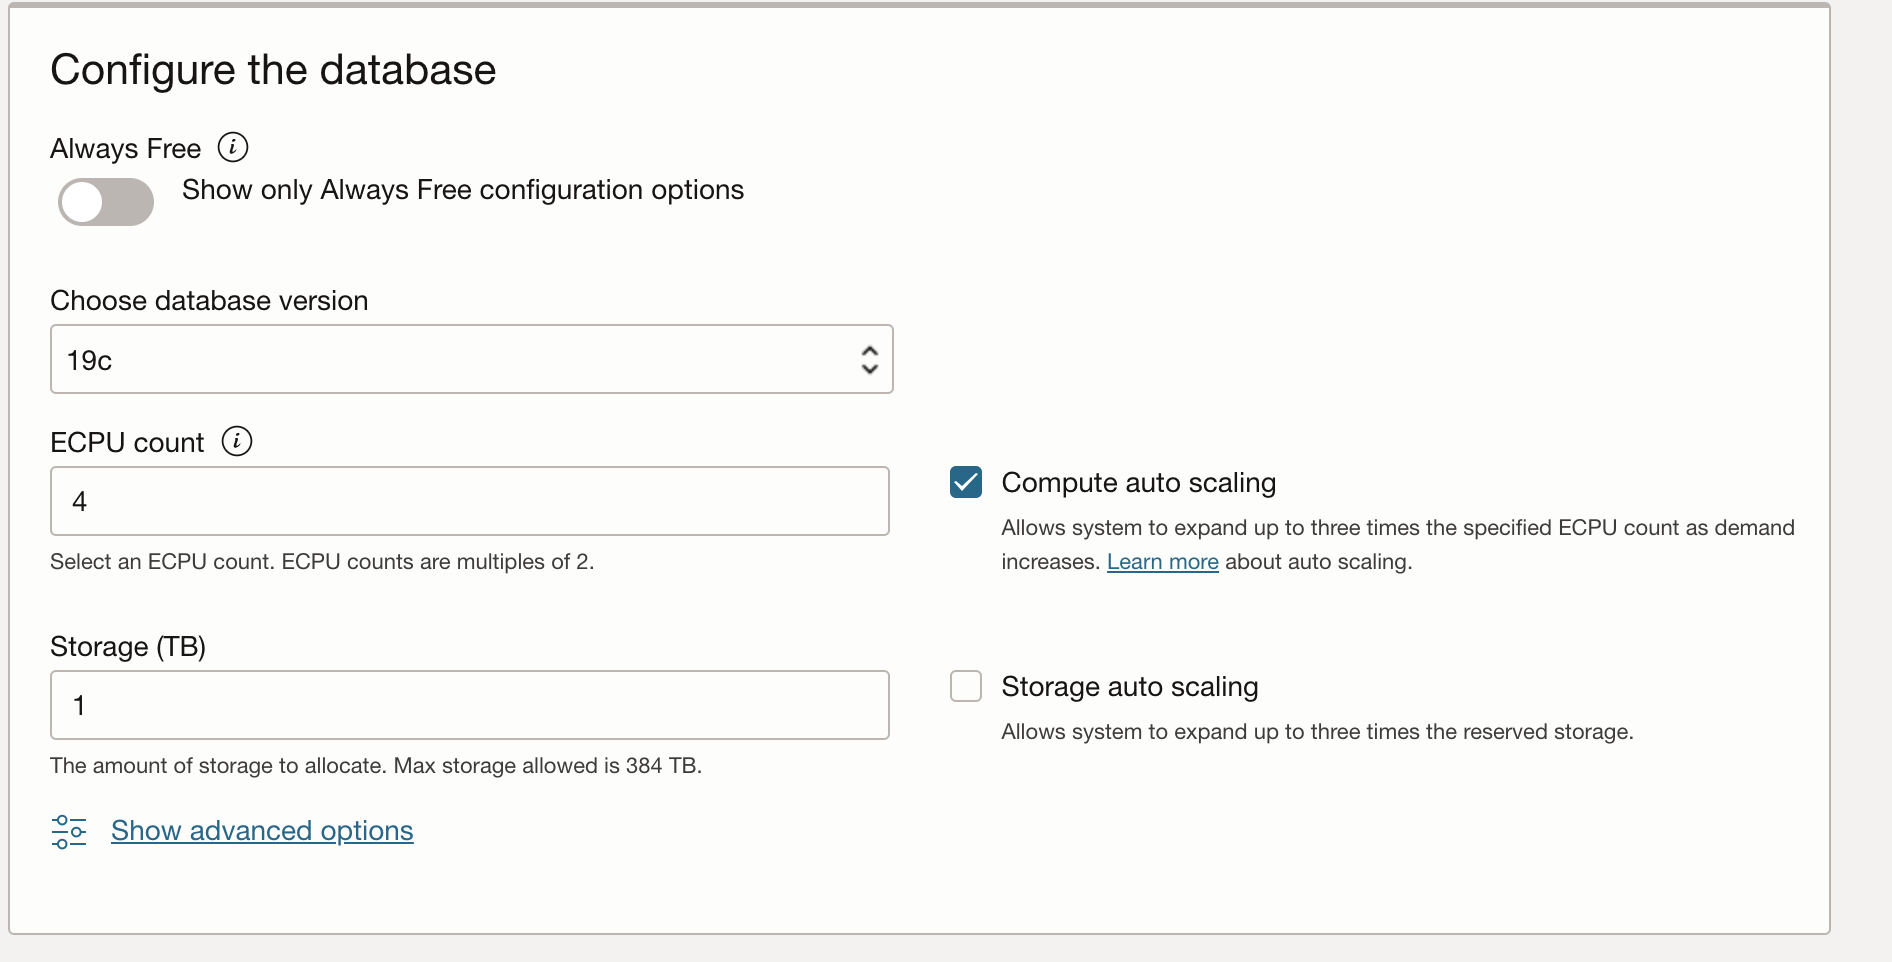 Configure the database
Always Free
Show only Always Free configuration options
Choose database version
19c
ECPU count
4
Select an ECPU count. ECPU counts are multiples of 2.
Compute auto scaling
Allows system to expand up to three times the specified ECPU count as demand
increases. Learn more about auto scaling.
Storage (TB)
1
The amount of storage to allocate. Max storage allowed is 384 TB.
Storage auto scaling
Allows system to expand up to three times the reserved storage.
Show advanced options